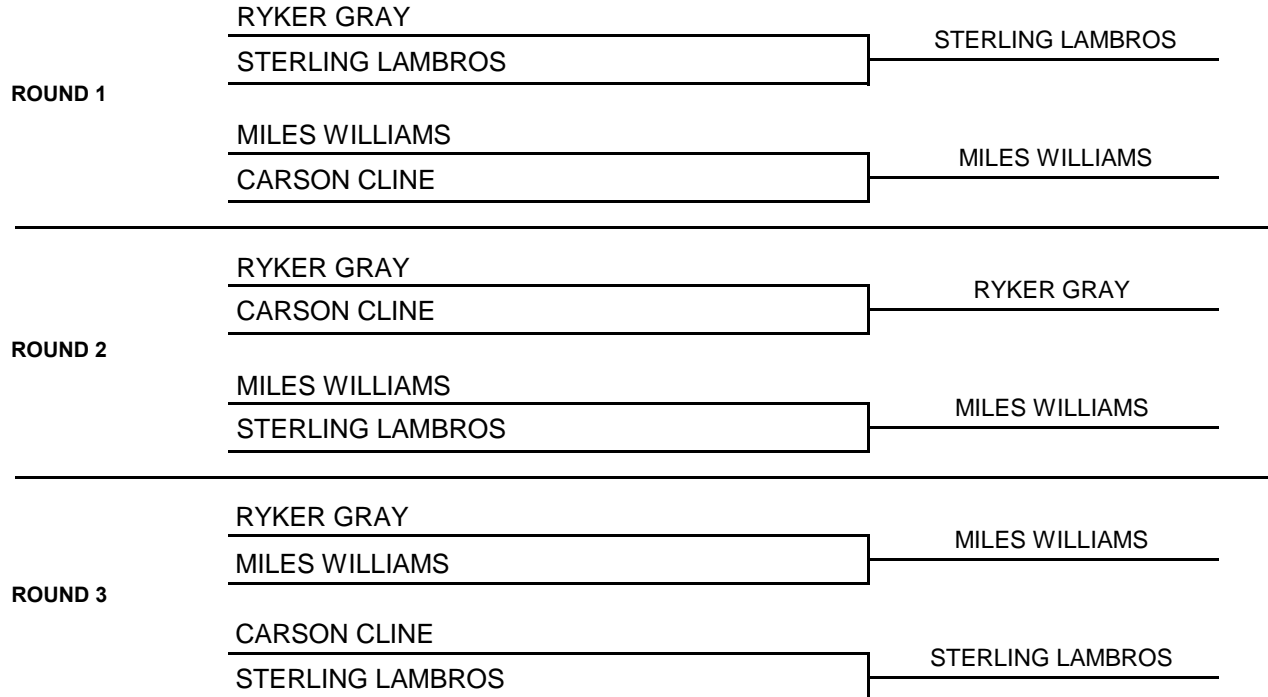 RYKER GRAY
STERLING LAMBROS
STERLING LAMBROS
ROUND 1
MILES WILLIAMS
CARSON CLINE
MILES WILLIAMS
RYKER GRAY
CARSON CLINE
RYKER GRAY
ROUND 2
MILES WILLIAMS
STERLING LAMBROS
MILES WILLIAMS
RYKER GRAY
MILES WILLIAMS
MILES WILLIAMS
ROUND 3
CARSON CLINE
STERLING LAMBROS
STERLING LAMBROS